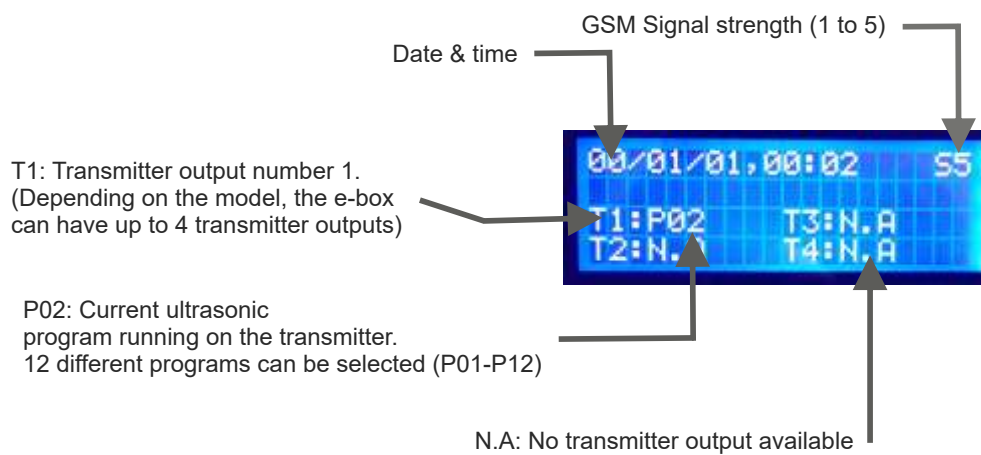 GSM Signal strength (1 to 5)
Date & time
00/01/01,00:02 S5
T1: Transmitter output number 1.
(Depending on the model, the e-box
can have up to 4 transmitter outputs)
T1:P02 T3:N.A
T2:N.A T4:N.A
P02: Current ultrasonic
program running on the transmitter.
12 different programs can be selected (P01-P12)
N.A: No transmitter output available